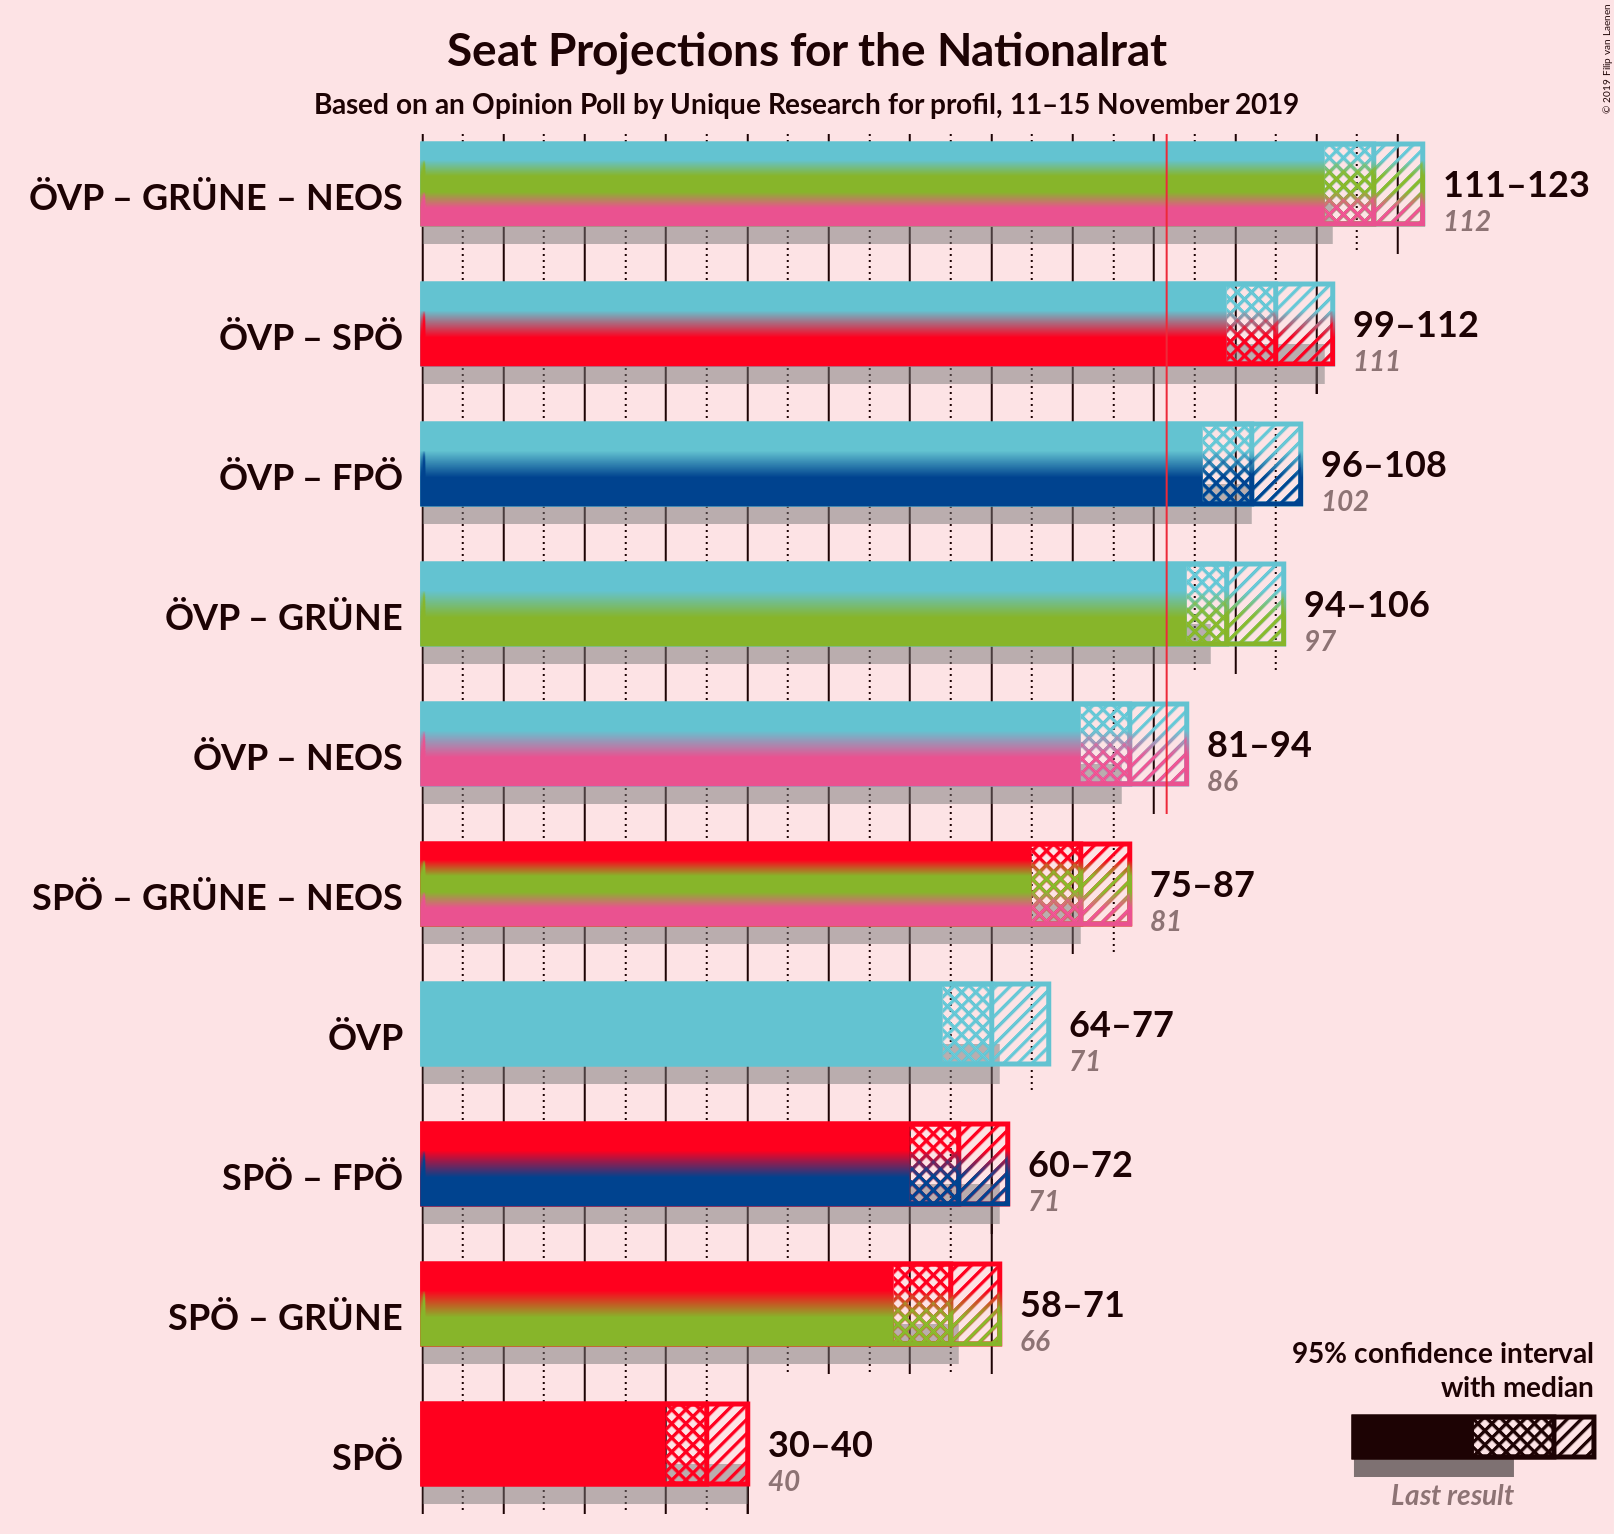 Seat Projections for the Nationalrat
Based on an Opinion Poll by Unique Research for profil, 11–15 November 2019
© 2019 Filip van Laenen
ÖVP – GRÜNE – NEOS
111–123
112
ÖVP – SPÖ
99–112
111
ÖVP – FPÖ
96–108
102
ÖVP – GRÜNE
94–106
97
ÖVP – NEOS
81–94
86
SPÖ – GRÜNE – NEOS
75–87
81
ÖVP
64–77
71
SPÖ – FPÖ
60–72
71
SPÖ – GRÜNE
58–71
66
SPÖ
30–40
40
95% confidence interval
with median
Last result